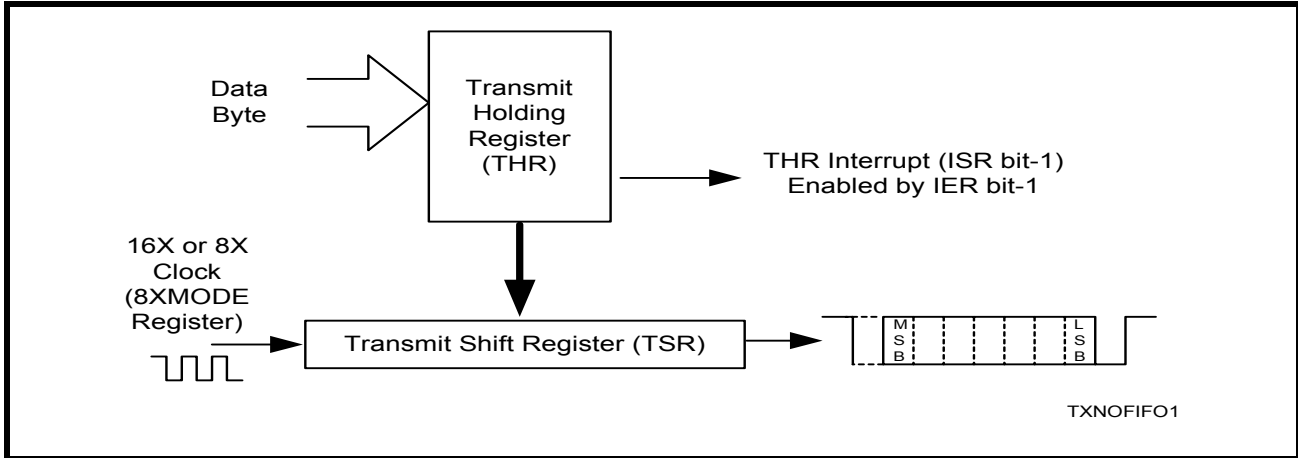 Data
Byte
Transmit
Holding
Register
(THR)
THR Interrupt (ISR bit-1)
Enabled by IER bit-1
16X or 8X
Clock
(8XMODE
Register)
Transmit Shift Register (TSR)
M
S
B
L
S
B
TXNOFIFO1